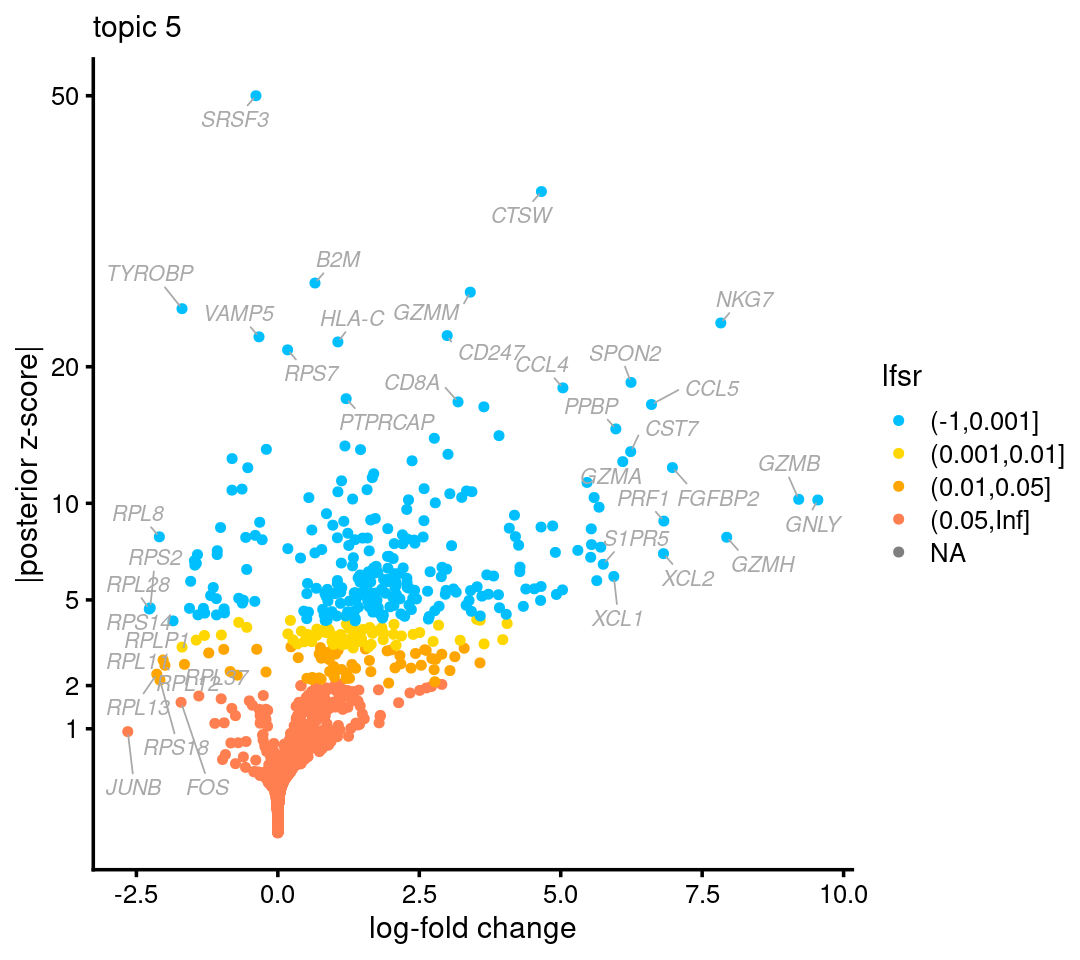 topic 5
50
SRSF3
CTSW
B2M
TYROBP
NKG7
VAMP5
HLA-C
GZMM
CD247
20
RPS7
CCL4
SPON2
CD8A
CCL5
PPBP
PTPRCAP
CST7
GZMA
GZMB
PRF1
FGFBP2
10
GNLY
RPL8
S1PR5
RPS2
GZMH
XCL2
RPL28
5
RPS14
XCL1
RPLP1
RPL11
RPL37
RPL12
2
RPL13
1
RPS18
JUNB
FOS
|posterior z-score|
-2.5
0.0
2.5
5.0
7.5
10.0
log-fold change
lfsr
(-1,0.001]
(0.001,0.01]
(0.01,0.05]
(0.05,Inf]
NA